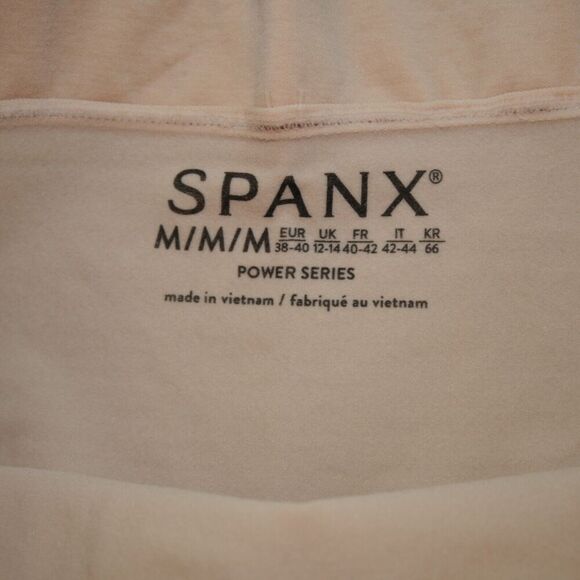 SPANX®
M/M/M EUR 38-40 UK 12-14 FR 40-42 IT 42-44 KR 66
POWER SERIES
made in vietnam / fabriqué au vietnam